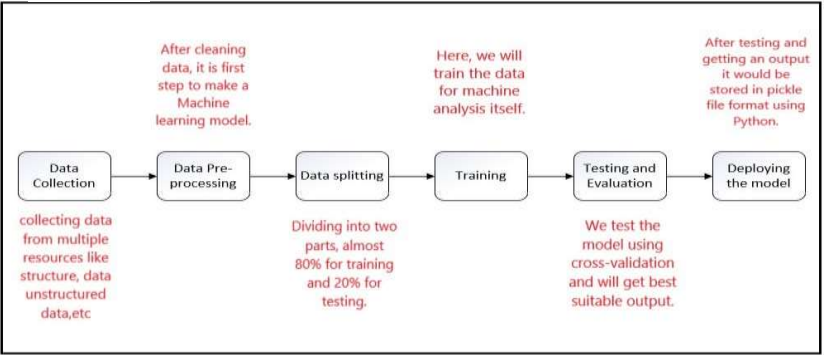 After cleaning
data, it is first
step to make a
Machine
learning model.
Here, we will
train the data
for machine
analysis itself.
After testing and
getting an output
it would be
stored in pickle
file format using
Python.
Data
Collection
Data Pre-
processing
Data splitting
Training
Testing and
Evaluation
Deploying
the model
collecting data
from multiple
resources like
structure, data
unstructured
data,etc
Dividing into two
parts, almost
80% for training
and 20% for
testing.
We test the
model using
cross-validation
and will get best
suitable output.